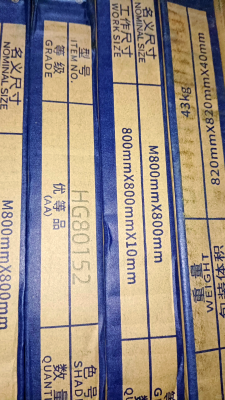 名义尺寸
NOMINAL SIZE
M800mmX800mm
型号
ITEM NO.
HG80152
等级
GRADE
优等品
(AA)
色号
SHAD
数量
QUANT
名义尺寸
NOMINAL SIZE
M800mmX800mm
工作尺寸
WORK SIZE
800mmX800mmX10mm
820mmX820mmX40mm
43kg
重量
WEIGHT
包装体积